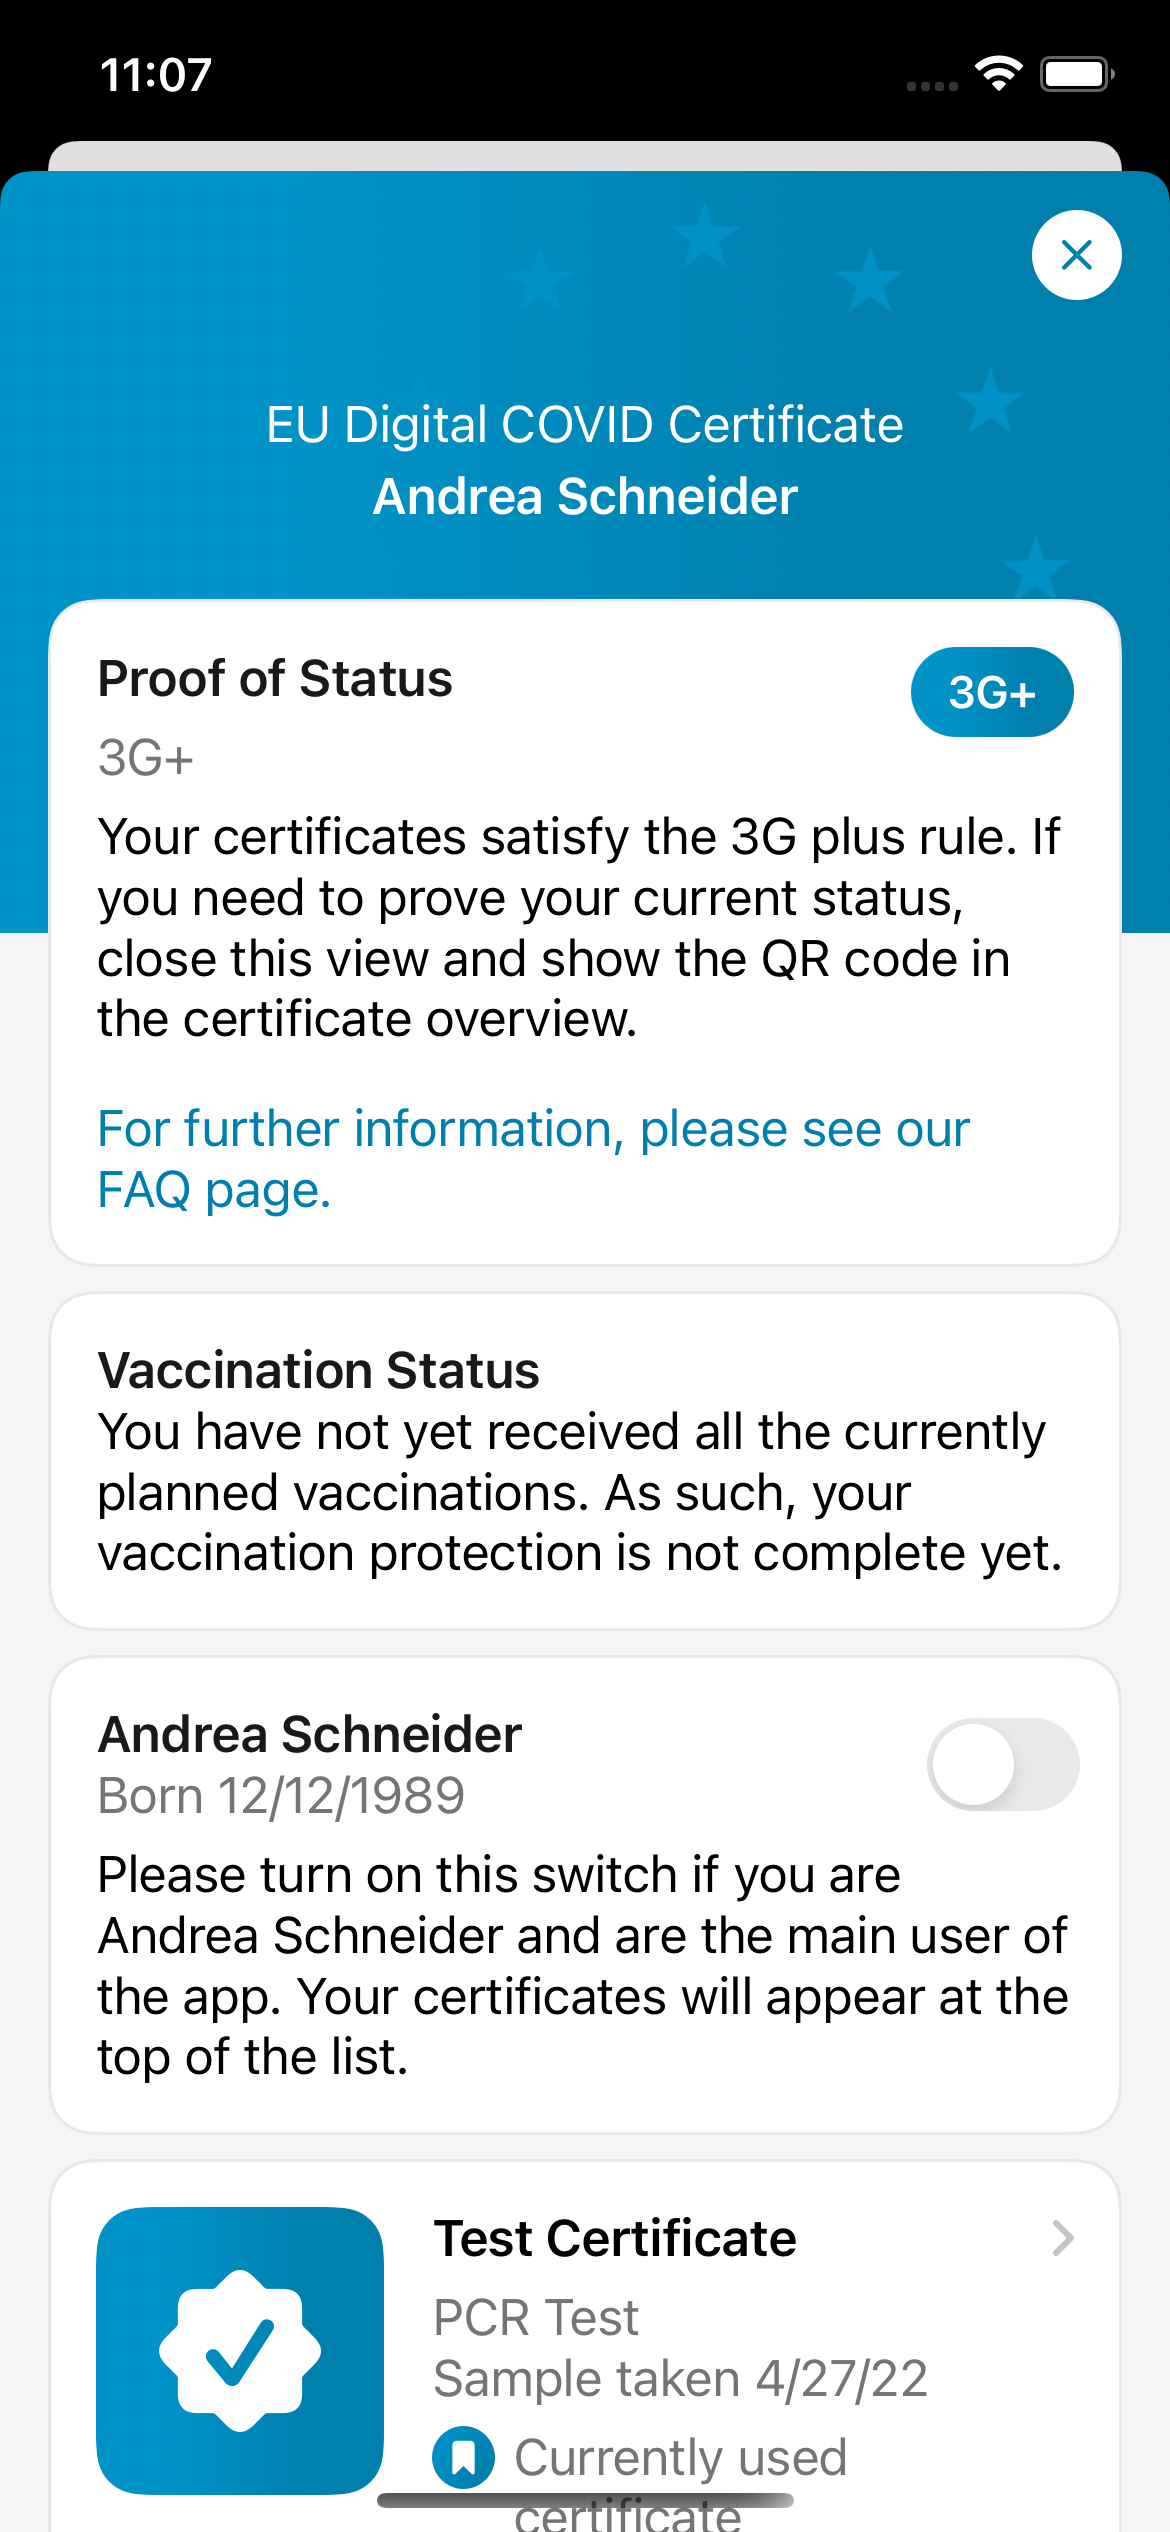 11:07
EU Digital COVID Certificate
Andrea Schneider
Proof of Status
3G+
3G+
Your certificates satisfy the 3G plus rule. If
you need to prove your current status,
close this view and show the QR code in
the certificate overview.
For further information, please see our
FAQ page.
Vaccination Status
You have not yet received all the currently
planned vaccinations. As such, your
vaccination protection is not complete yet.
Andrea Schneider
Born 12/12/1989
Please turn on this switch if you are
Andrea Schneider and are the main user of
the app. Your certificates will appear at the
top of the list.
Test Certificate
PCR Test
Sample taken 4/27/22
Currently used
certificate